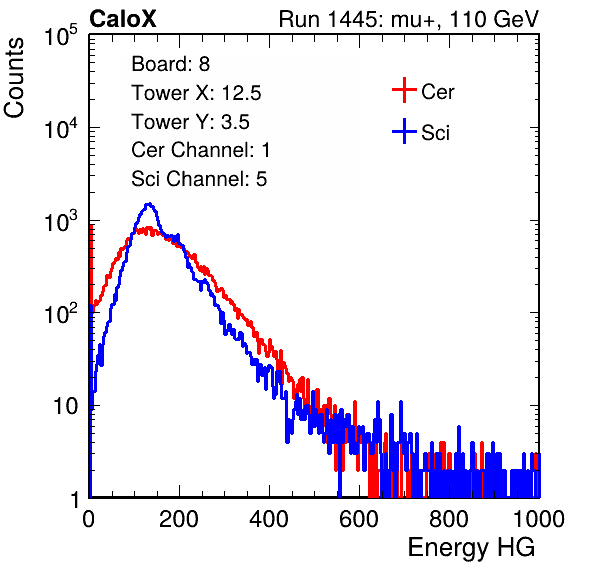 CaloX Run 1445: mu+, 110 GeV
Counts
Board: 8
Tower X: 12.5
Tower Y: 3.5
Cer Channel: 1
Sci Channel: 5
Cer
Sci
10^5
10^4
10^3
10^2
10
1
0 200 400 600 800 1000
Energy HG